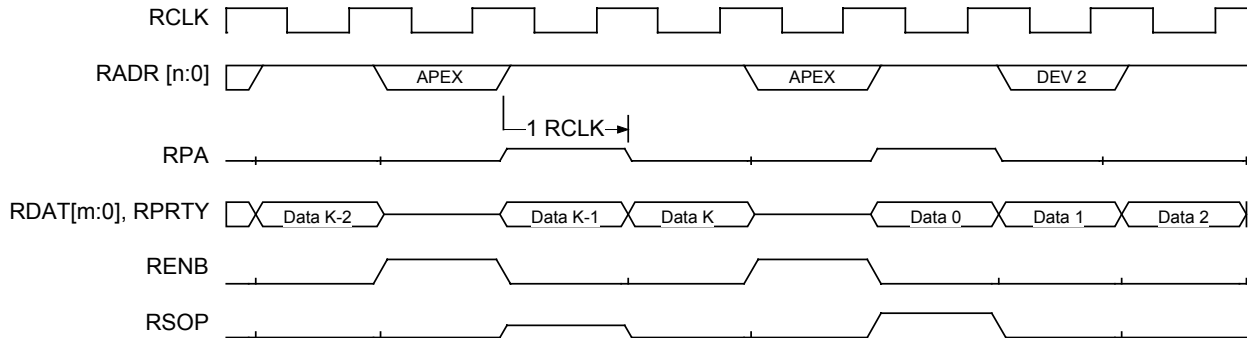 RCLK
RADR [n:0] APEX APEX DEV 2
1 RCLK
RPA
RDAT[m:0], RPRTY Data K-2 Data K-1 Data K Data 0 Data 1 Data 2
RENB
RSOP